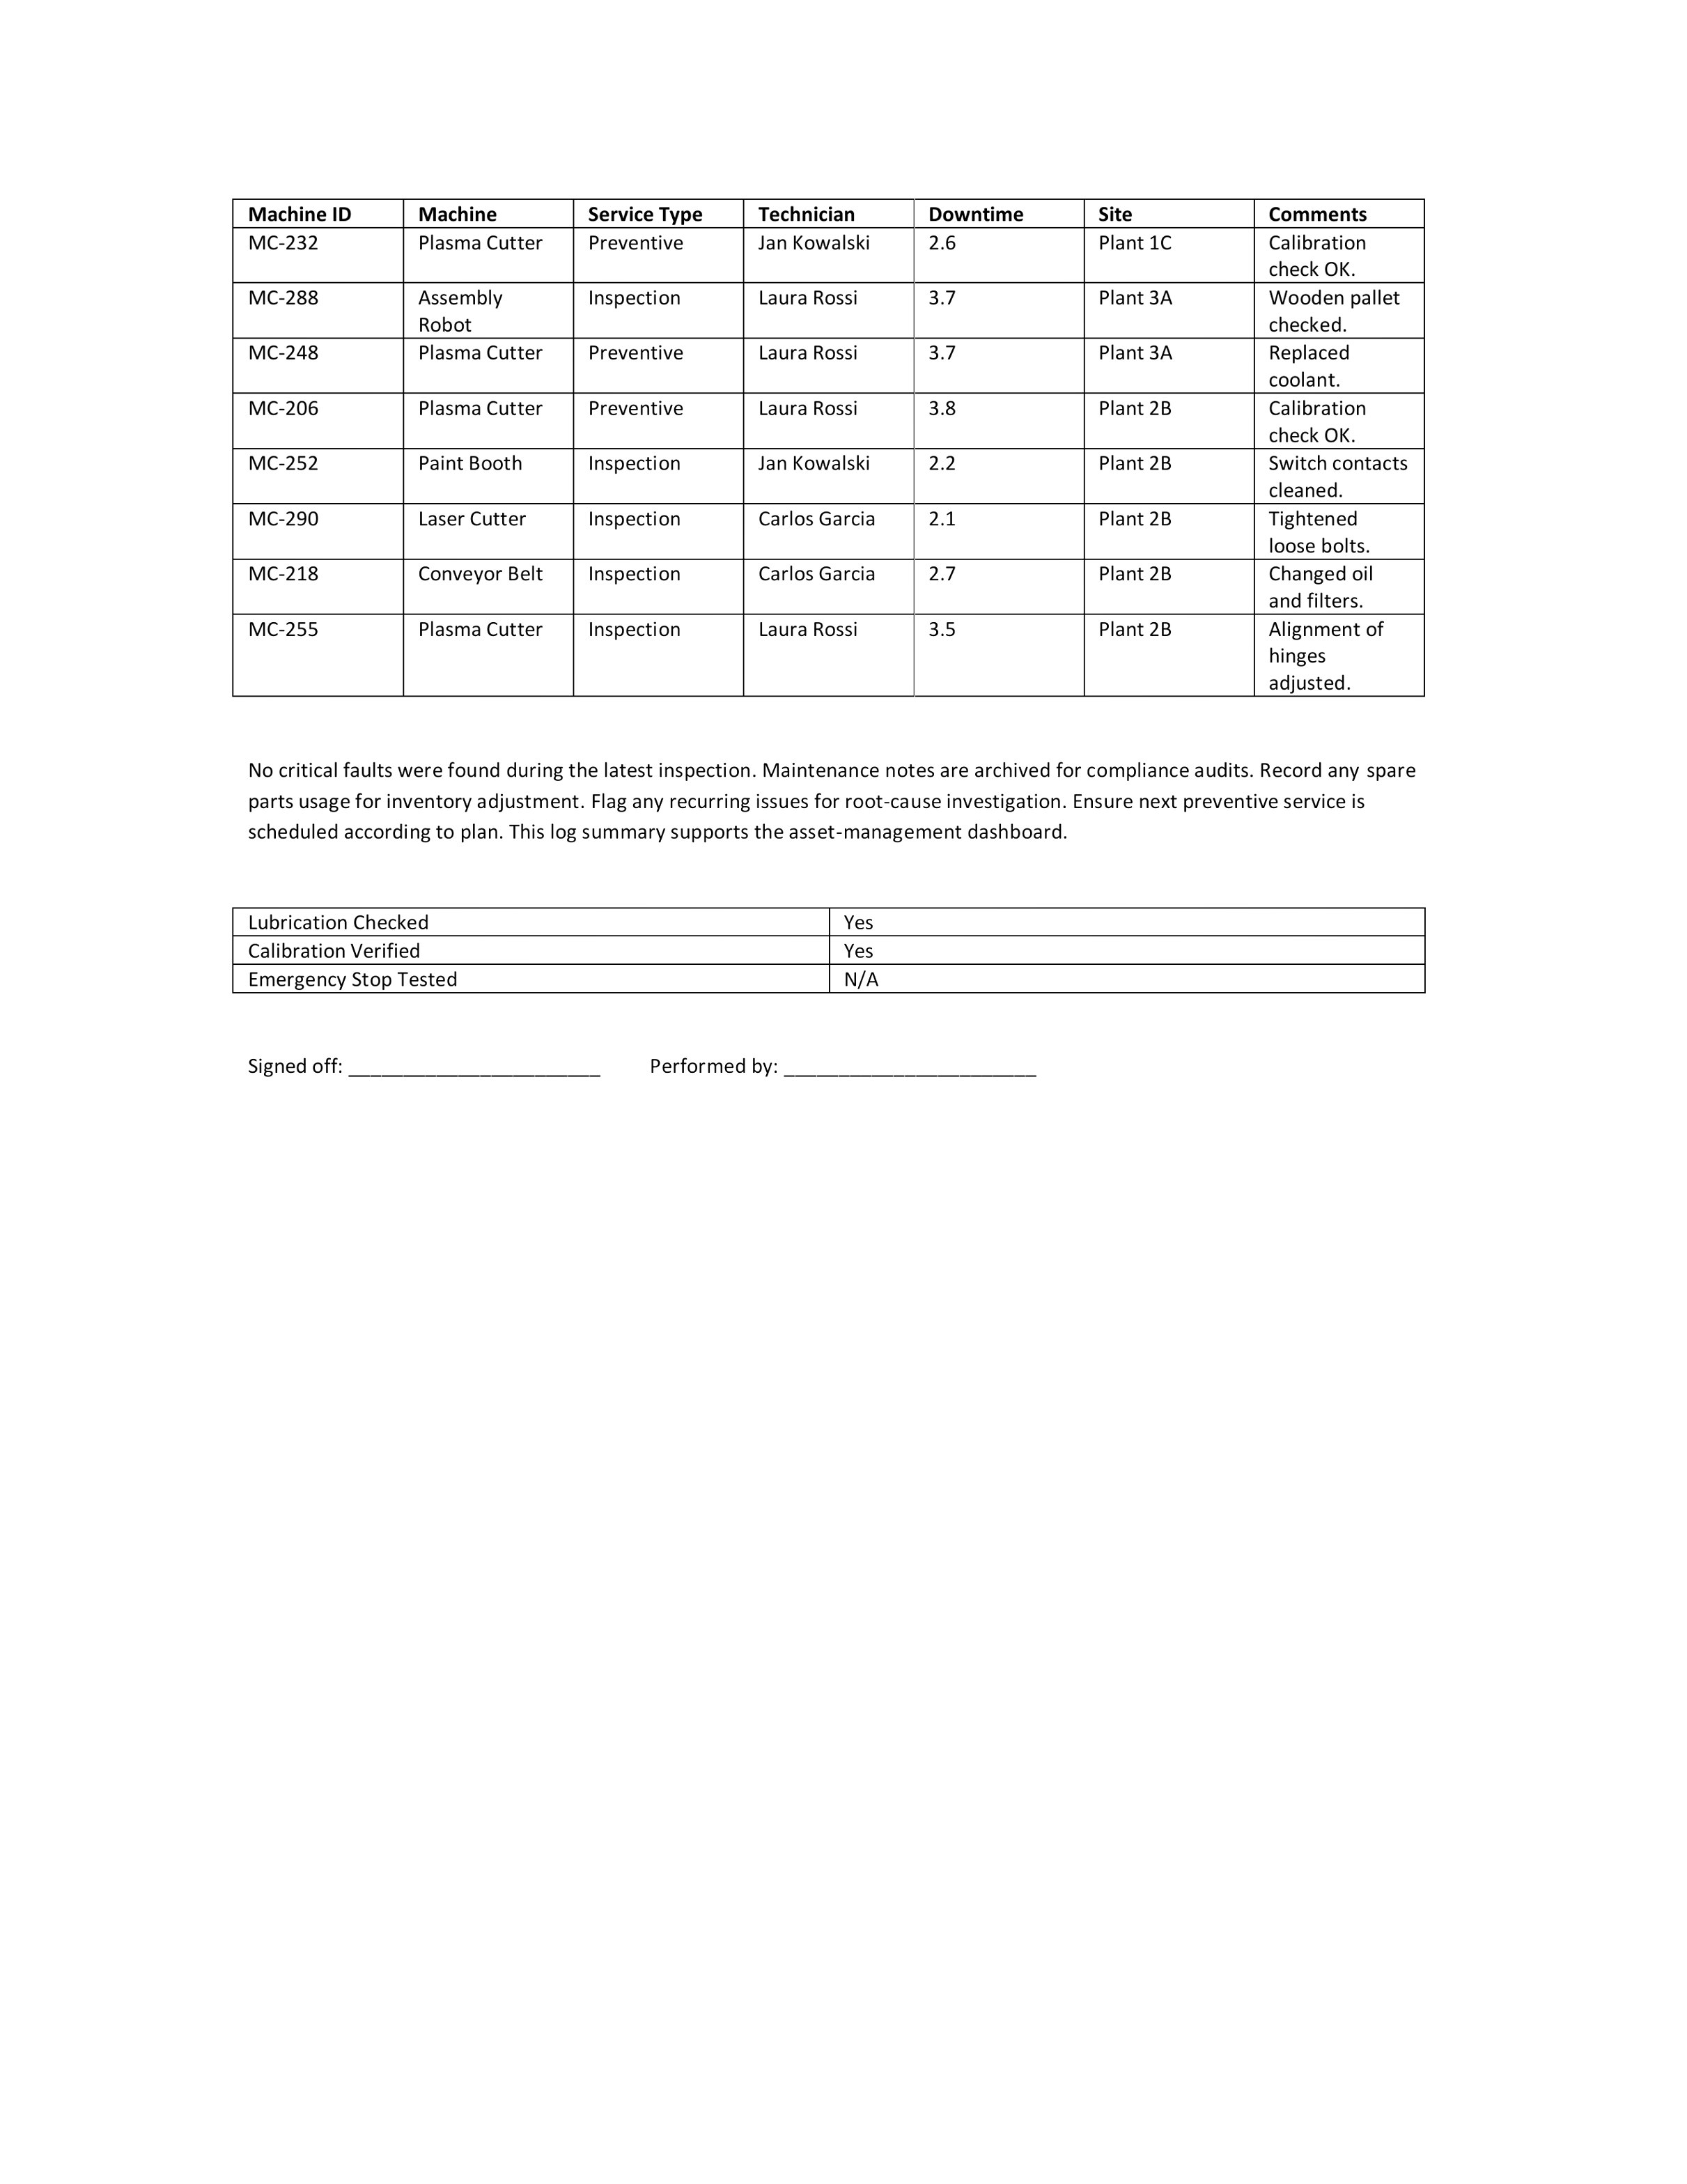 Machine ID Machine Service Type Technician Downtime Site Comments
MC-232 Plasma Cutter Preventive Jan Kowalski 2.6 Plant 1C Calibration
check OK.
MC-288 Assembly Inspection Laura Rossi 3.7 Plant 3A Wooden pallet
Robot checked.
MC-248 Plasma Cutter Preventive Laura Rossi 3.7 Plant 3A Replaced
coolant.
MC-206 Plasma Cutter Preventive Laura Rossi 3.8 Plant 2B Calibration
check OK.
MC-252 Paint Booth Inspection Jan Kowalski 2.2 Plant 2B Switch contacts
cleaned.
MC-290 Laser Cutter Inspection Carlos Garcia 2.1 Plant 2B Tightened
loose bolts.
MC-218 Conveyor Belt Inspection Carlos Garcia 2.7 Plant 2B Changed oil
and filters.
MC-255 Plasma Cutter Inspection Laura Rossi 3.5 Plant 2B Alignment of
hinges
adjusted.
No critical faults were found during the latest inspection. Maintenance notes are archived for compliance audits. Record any spare
parts usage for inventory adjustment. Flag any recurring issues for root-cause investigation. Ensure next preventive service is
scheduled according to plan. This log summary supports the asset-management dashboard.
Lubrication Checked Yes
Calibration Verified Yes
Emergency Stop Tested N/A
Signed off: _______________________ Performed by: _______________________